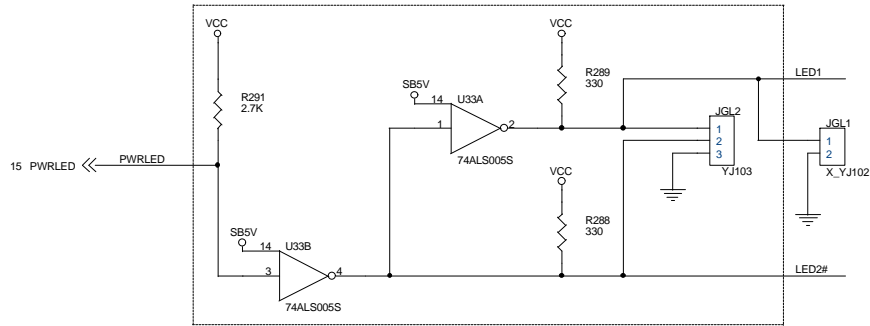 VCC
VCC
R291
2.7K
R289
330
LED1
SB5V
14
U33A
1
2
74ALS005S
JGL2
1
2
3
YJ103
JGL1
1
2
X_YJ102
15 PWRLED
PWRLED
VCC
R288
330
SB5V
14
U33B
3
4
74ALS005S
LED2#